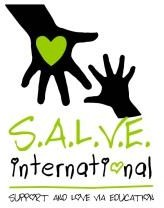 S.A.L.V.E.
international
SUPPORT AND LOVE VIA EDUCATION